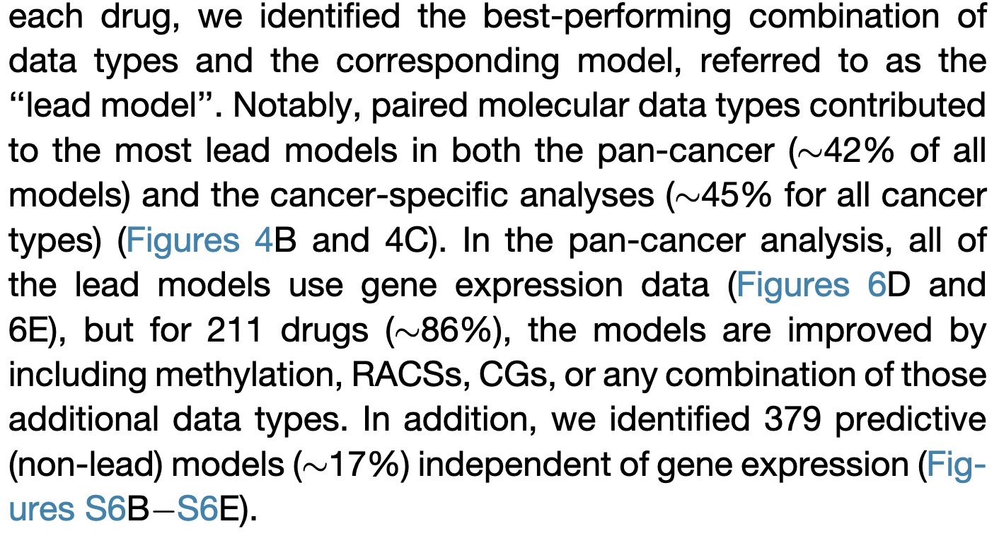 each drug, we identified the best-performing combination of
data types and the corresponding model, referred to as the
“lead model”. Notably, paired molecular data types contributed
to the most lead models in both the pan-cancer (∼42% of all
models) and the cancer-specific analyses (∼45% for all cancer
types) (Figures 4B and 4C). In the pan-cancer analysis, all of
the lead models use gene expression data (Figures 6D and
6E), but for 211 drugs (∼86%), the models are improved by
including methylation, RACSs, CGs, or any combination of those
additional data types. In addition, we identified 379 predictive
(non-lead) models (∼17%) independent of gene expression (Fig-
ures S6B–S6E).